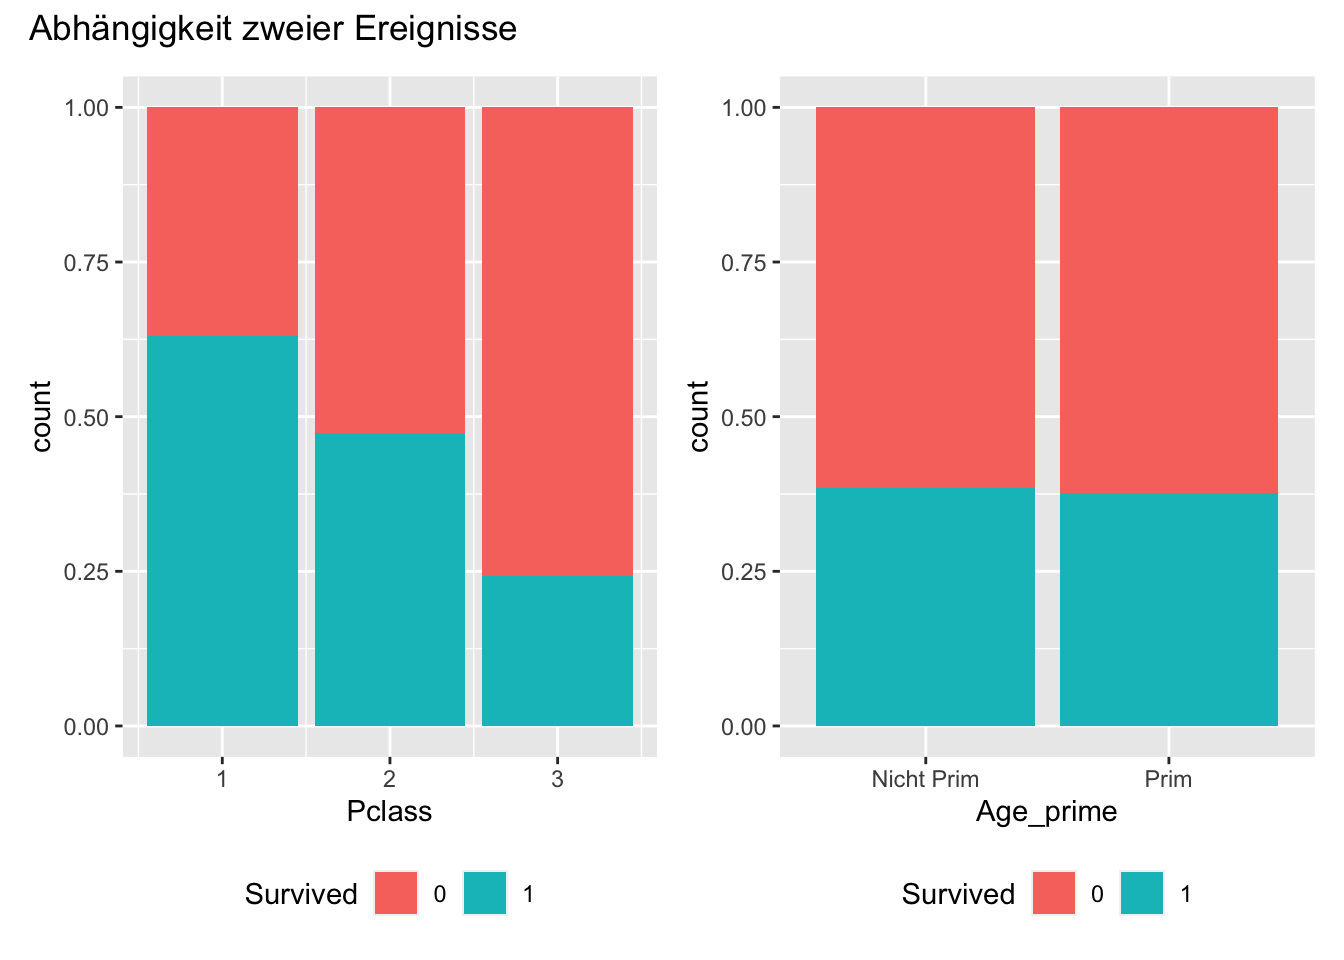 Abhängigkeit zweier Ereignisse
count
1.00
0.75
0.50
0.25
0.00
1 2 3
Pclass
Survived 0 1
count
1.00
0.75
0.50
0.25
0.00
Nicht Prim Prim
Age_prime
Survived 0 1